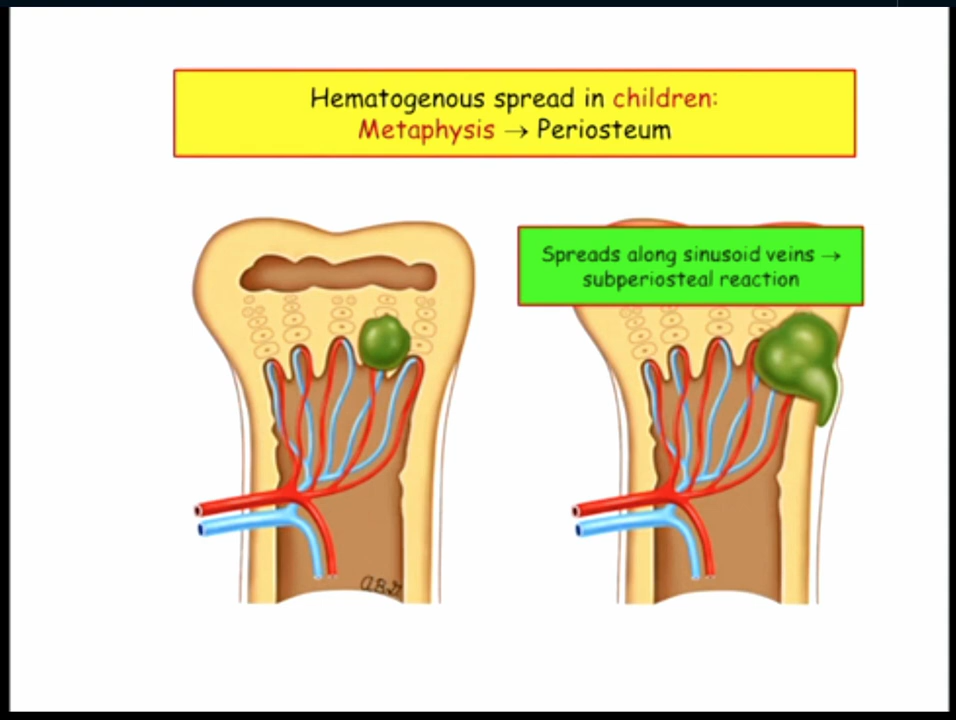 Hematogenous spread in children:
Metaphysis → Periosteum
Spreads along sinusoid veins →
subperiosteal reaction